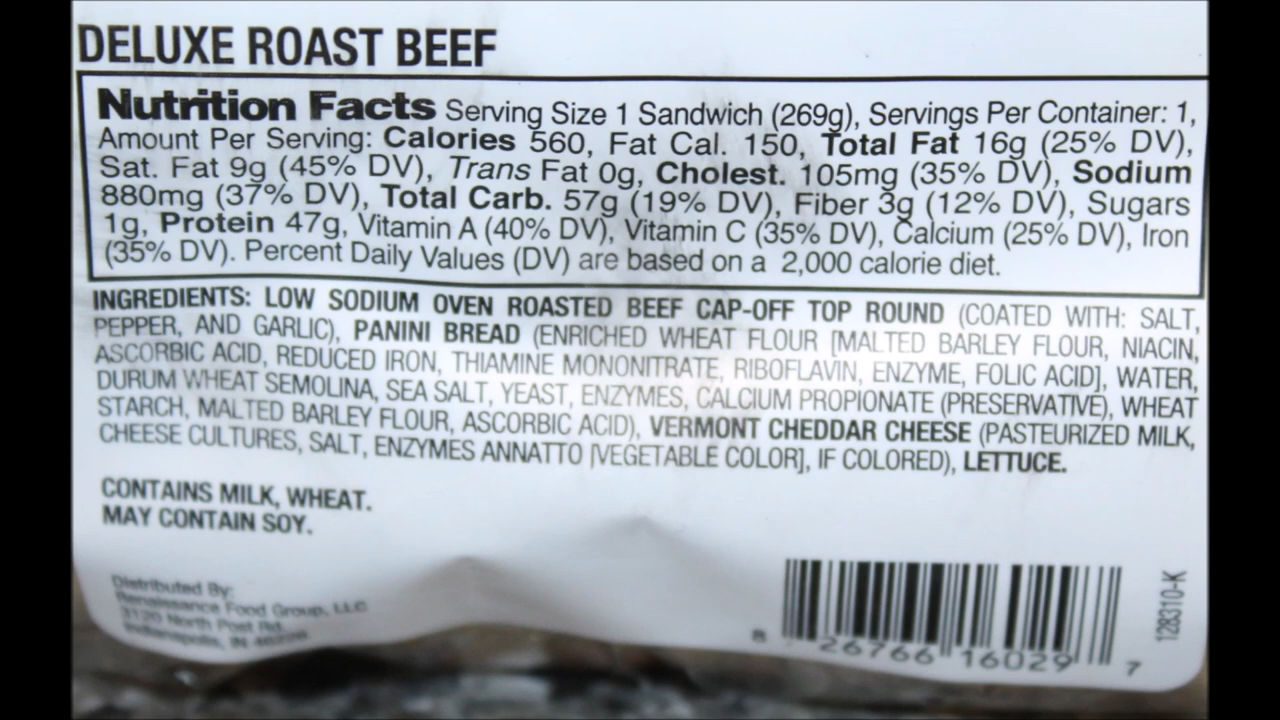 DELUXE ROAST BEEF
Nutrition Facts Serving Size 1 Sandwich (269g), Servings Per Container: 1,
Amount Per Serving: Calories 560, Fat Cal. 150, Total Fat 16g (25% DV),
Sat. Fat 9g (45% DV), Trans Fat 0g, Cholest. 105mg (35% DV), Sodium
880mg (37% DV), Total Carb. 57g (19% DV), Fiber 3g (12% DV), Sugars
1g, Protein 47g, Vitamin A (40% DV), Vitamin C (35% DV), Calcium (25% DV), Iron
(35% DV). Percent Daily Values (DV) are based on a 2,000 calorie diet.
INGREDIENTS: LOW SODIUM OVEN ROASTED BEEF CAP-OFF TOP ROUND (COATED WITH: SALT,
PEPPER, AND GARLIC), PANINI BREAD (ENRICHED WHEAT FLOUR [MALTED BARLEY FLOUR, NIACIN,
ASCORBIC ACID, REDUCED IRON, THIAMINE MONONITRATE, RIBOFLAVIN, ENZYME, FOLIC ACID], WATER,
DURUM WHEAT SEMOLINA, SEA SALT, YEAST, ENZYMES, CALCIUM PROPIONATE (PRESERVATIVE), WHEAT
STARCH, MALTED BARLEY FLOUR, ASCORBIC ACID), VERMONT CHEDDAR CHEESE (PASTEURIZED MILK,
CHEESE CULTURES, SALT, ENZYMES ANNATTO [VEGETABLE COLOR], IF COLORED), LETTUCE.
CONTAINS MILK, WHEAT.
MAY CONTAIN SOY.
Distributed By:
Renaissance Food Group, LLC
3120 North Post Rd.
Indianapolis, IN
8 26766 16029 7
128310-K